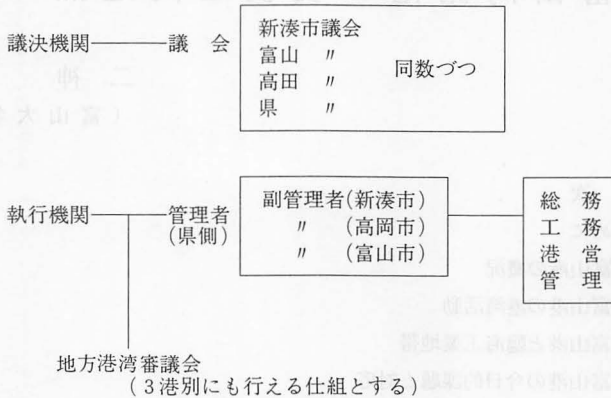 議決機関 議会 新湊市議会
富山 〃
高田 〃
県 〃
同数づつ
執行機関 管理者
(県側)
副管理者(新湊市)
〃 (高岡市)
〃 (富山市)
総務
工務
港営
管理
地方港湾審議会
(3港別にも行える仕組とする)